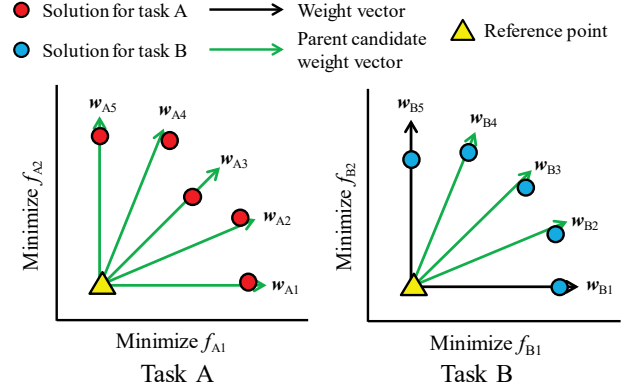 Solution for task A
Weight vector
Reference point
Solution for task B
Parent candidate
weight vector
w_A5
w_A4
w_A3
w_A2
w_A1
Minimize f_A2
Minimize f_A1
Task A
w_B5
w_B4
w_B3
w_B2
w_B1
Minimize f_B2
Minimize f_B1
Task B